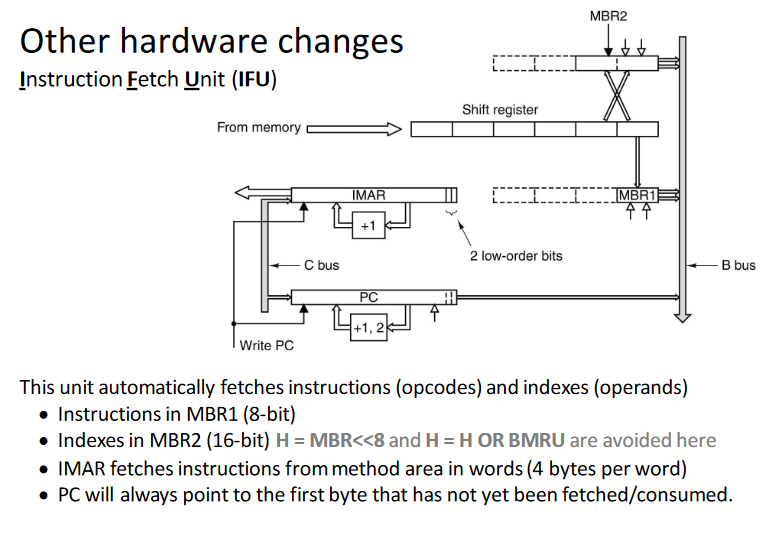 Other hardware changes
Instruction Fetch Unit (IFU)
MBR2
Shift register
From memory
IMAR
MBR1
+1
2 low-order bits
C bus
B bus
PC
+1, 2
Write PC
This unit automatically fetches instructions (opcodes) and indexes (operands)
• Instructions in MBR1 (8-bit)
• Indexes in MBR2 (16-bit) H = MBR<<8 and H = H OR BMRU are avoided here
• IMAR fetches instructions from method area in words (4 bytes per word)
• PC will always point to the first byte that has not yet been fetched/consumed.